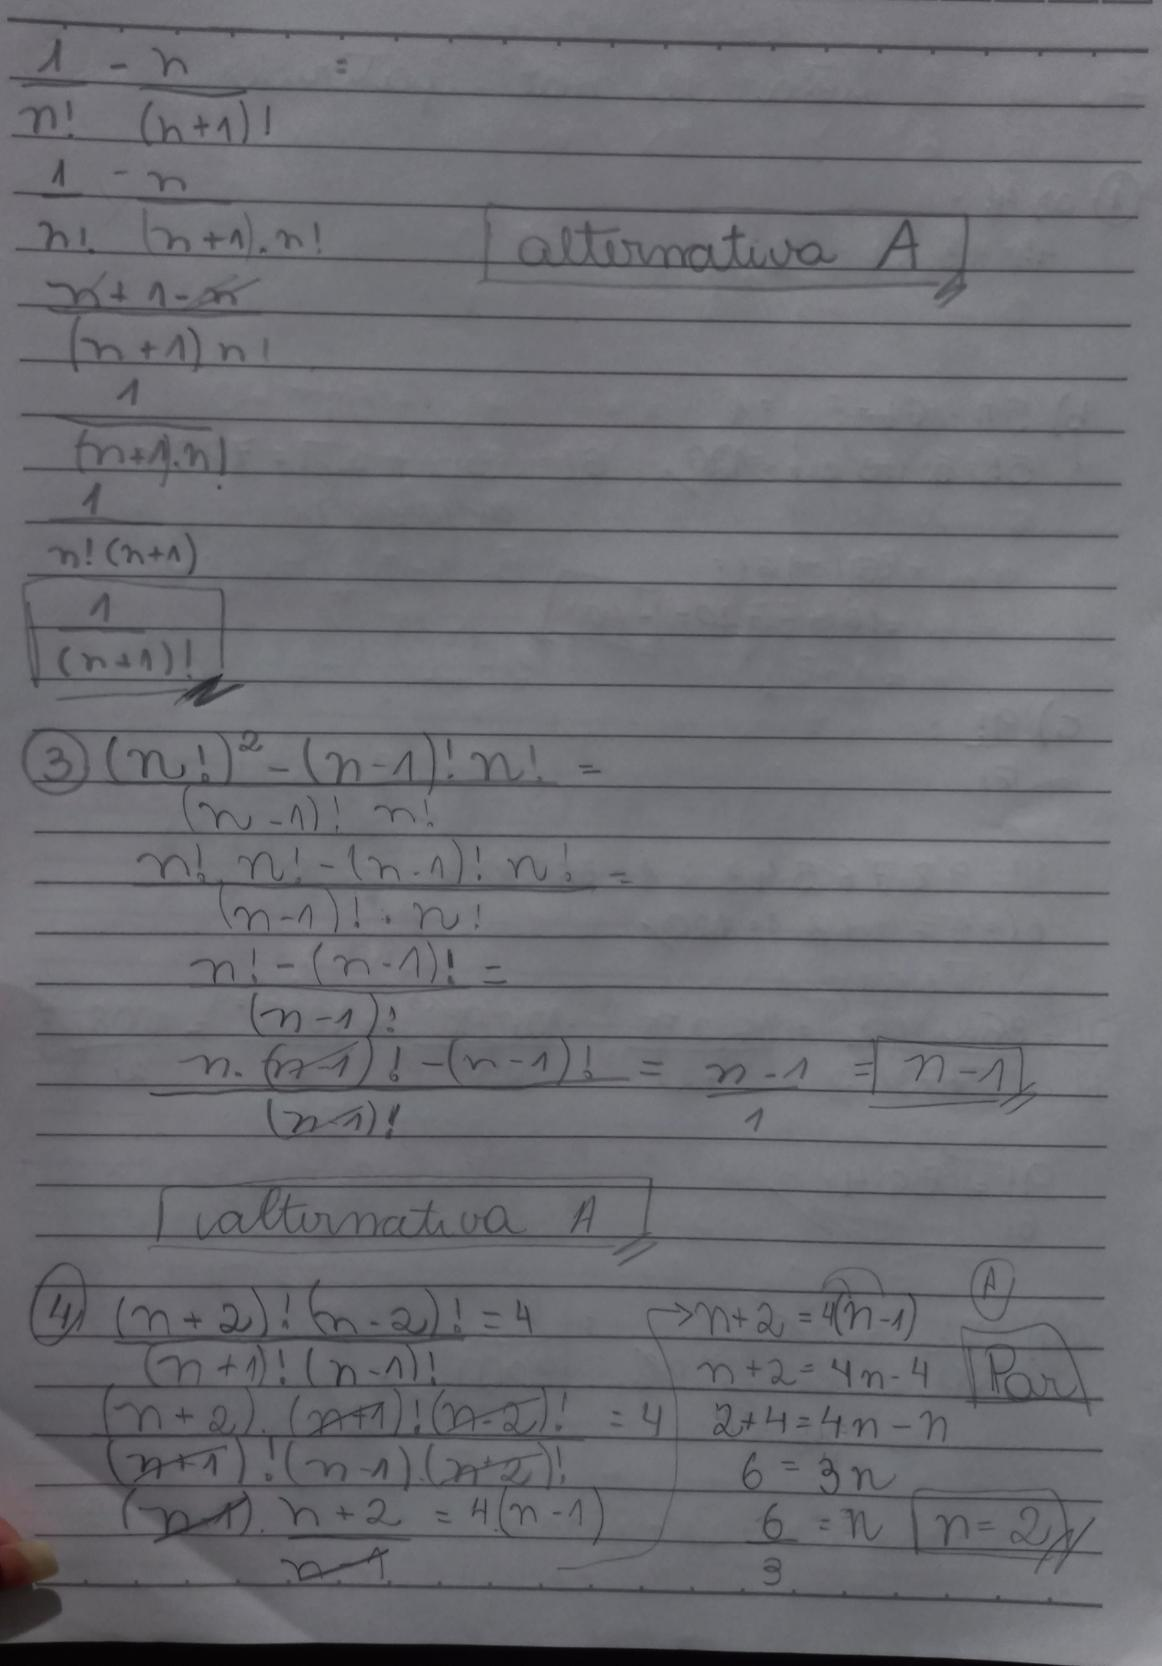 1/n! - n/(n+1)! =
1/n! - n/(n+1).n!
alternativa A
n+1-n/(n+1) n!
1/(n+1).n!
1/n!(n+1)
1/(n+1)!
③ (n!)² - (n-1)! n! / (n-1)! n! =
n! n! - (n-1)! n! / (n-1)! . n! =
n! - (n-1)! / (n-1)! =
n. (n-1)! - (n-1)! / (n-1)! = n-1/1 = n-1
alternativa A
④ (n+2)! (n-2)! / (n+1)! (n-1)! = 4
(n+2). (n+1)! (n-2)! / (n+1)! (n-1).(n-2)! = 4
(n-1). n+2/n-1 = 4.(n-1)
→ n+2 = 4(n-1)
n+2 = 4n-4
2+4 = 4n-n
6 = 3n
6/3 = n
n = 2
A
Par